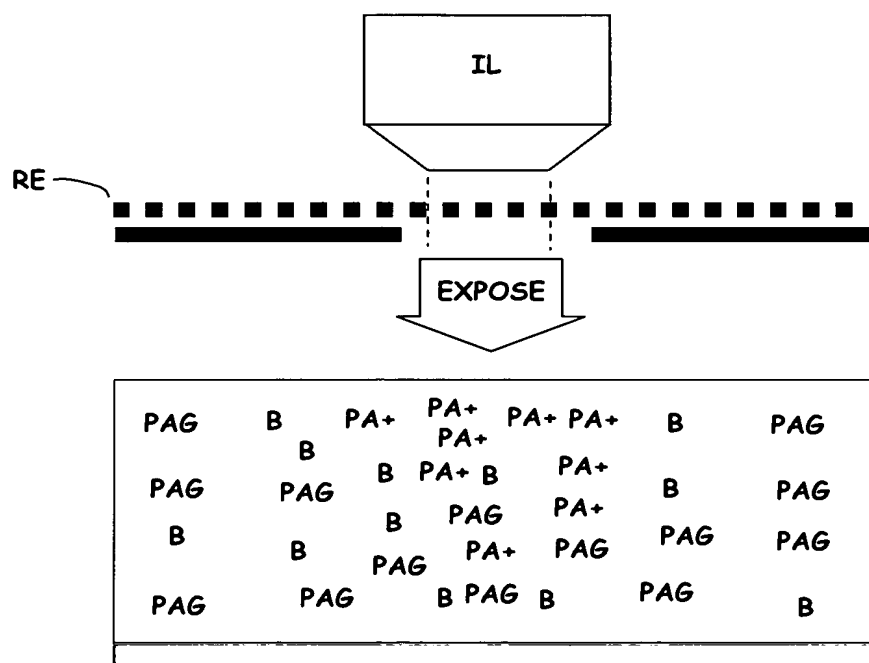 IL
RE
EXPOSE
PAG B PA+ PA+ PA+ PA+ B PAG
B PA+
B PA+ B PA+
PAG PAG B PAG
B PAG PA+
B B PA+ PAG PAG PAG
PAG
PAG PAG B PAG B PAG B